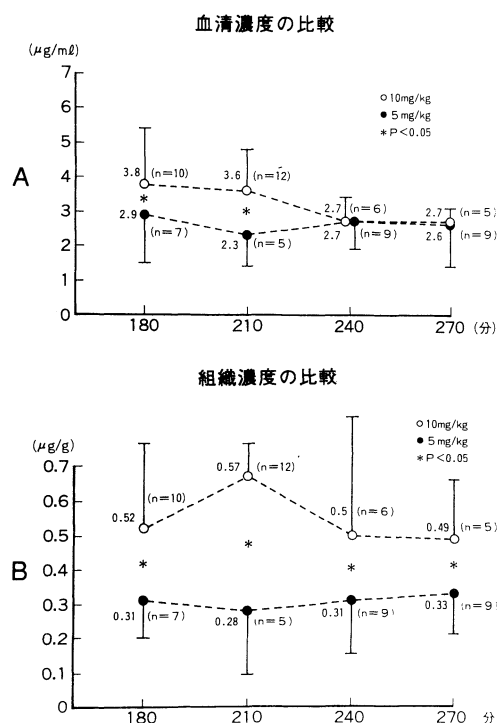 血清濃度の比較
(μg/mℓ)
7
6
5
4
3
2
1
0
A
○10mg/kg
●5mg/kg
*P<0.05
3.8 (n=10)
3.6 (n=12)
2.7 (n=6)
2.7 (n=5)
*
*
2.9
(n=7)
2.3 (n=5)
2.7 (n=9)
2.6 (n=9)
180 210 240 270 (分)
組織濃度の比較
(μg/g)
0.7
0.6
0.5
0.4
0.3
0.2
0.1
0
B
○10mg/kg
●5mg/kg
*P<0.05
0.52 (n=10)
0.57 (n=12)
0.5 (n=6)
0.49 (n=5)
* * * *
0.31 (n=7)
0.28 (n=5)
0.31 (n=9)
0.33 (n=9)
180 210 240 270 分